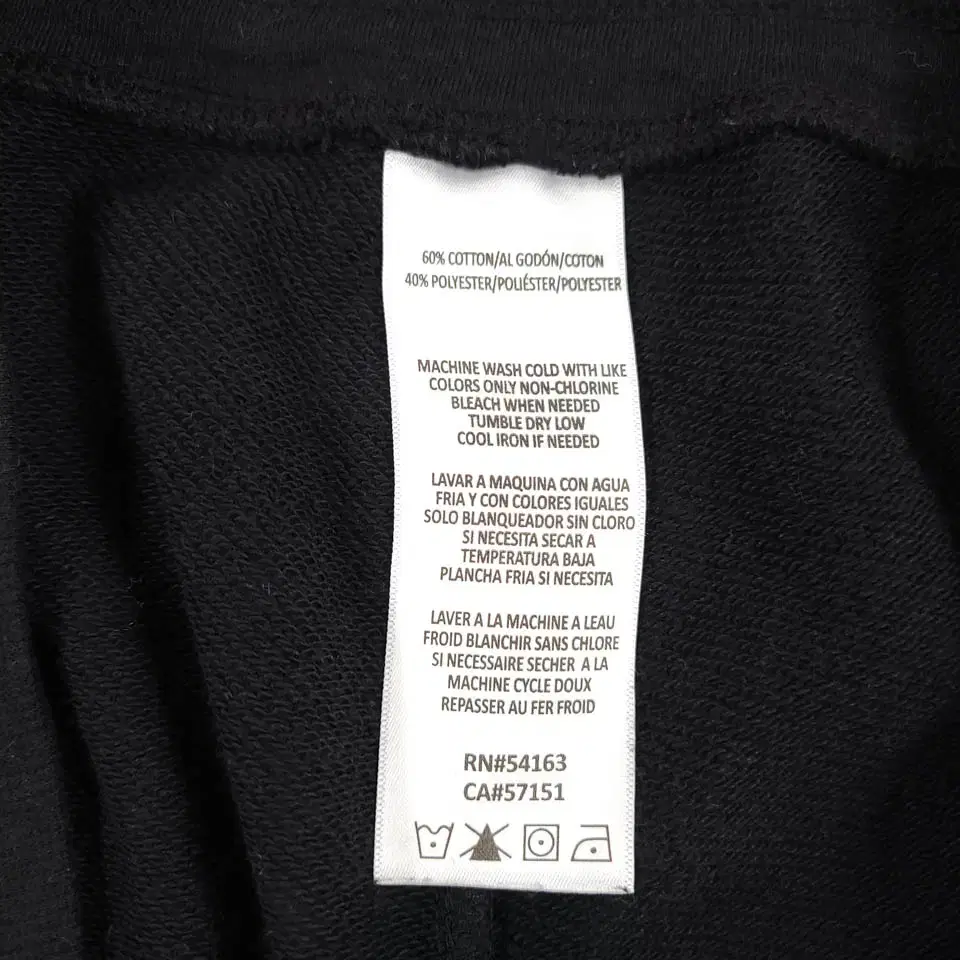 60% COTTON/AL GODÓN/COTON
40% POLYESTER/POLIÉSTER/POLYESTER
MACHINE WASH COLD WITH LIKE
COLORS ONLY NON-CHLORINE
BLEACH WHEN NEEDED
TUMBLE DRY LOW
COOL IRON IF NEEDED
LAVAR A MAQUINA CON AGUA
FRIA Y CON COLORES IGUALES
SOLO BLANQUEADOR SIN CLORO
SI NECESITA SECAR A
TEMPERATURA BAJA
PLANCHA FRIA SI NECESITA
LAVER A LA MACHINE A LEAU
FROID BLANCHIR SANS CHLORE
SI NECESSAIRE SECHER A LA
MACHINE CYCLE DOUX
REPASSER AU FER FROID
RN#54163
CA#57151